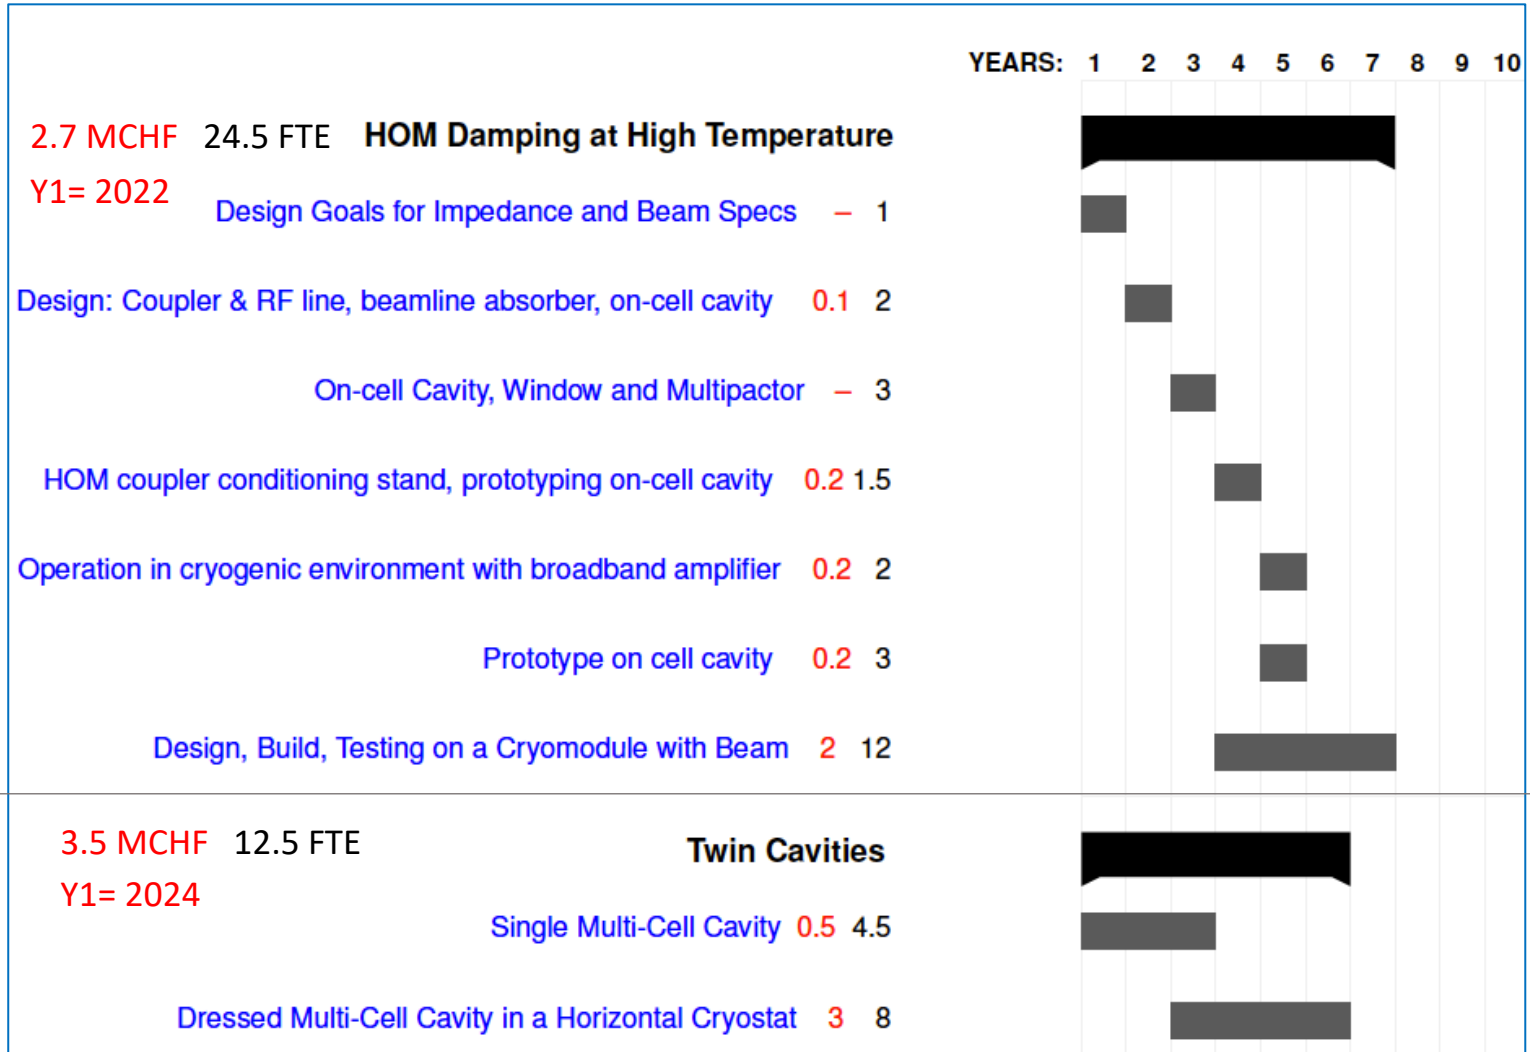 YEARS: 1 2 3 4 5 6 7 8 9 10
2.7 MCHF 24.5 FTE HOM Damping at High Temperature
Y1= 2022
Design Goals for Impedance and Beam Specs – 1
Design: Coupler & RF line, beamline absorber, on-cell cavity 0.1 2
On-cell Cavity, Window and Multipactor – 3
HOM coupler conditioning stand, prototyping on-cell cavity 0.2 1.5
Operation in cryogenic environment with broadband amplifier 0.2 2
Prototype on cell cavity 0.2 3
Design, Build, Testing on a Cryomodule with Beam 2 12
3.5 MCHF 12.5 FTE Twin Cavities
Y1= 2024
Single Multi-Cell Cavity 0.5 4.5
Dressed Multi-Cell Cavity in a Horizontal Cryostat 3 8